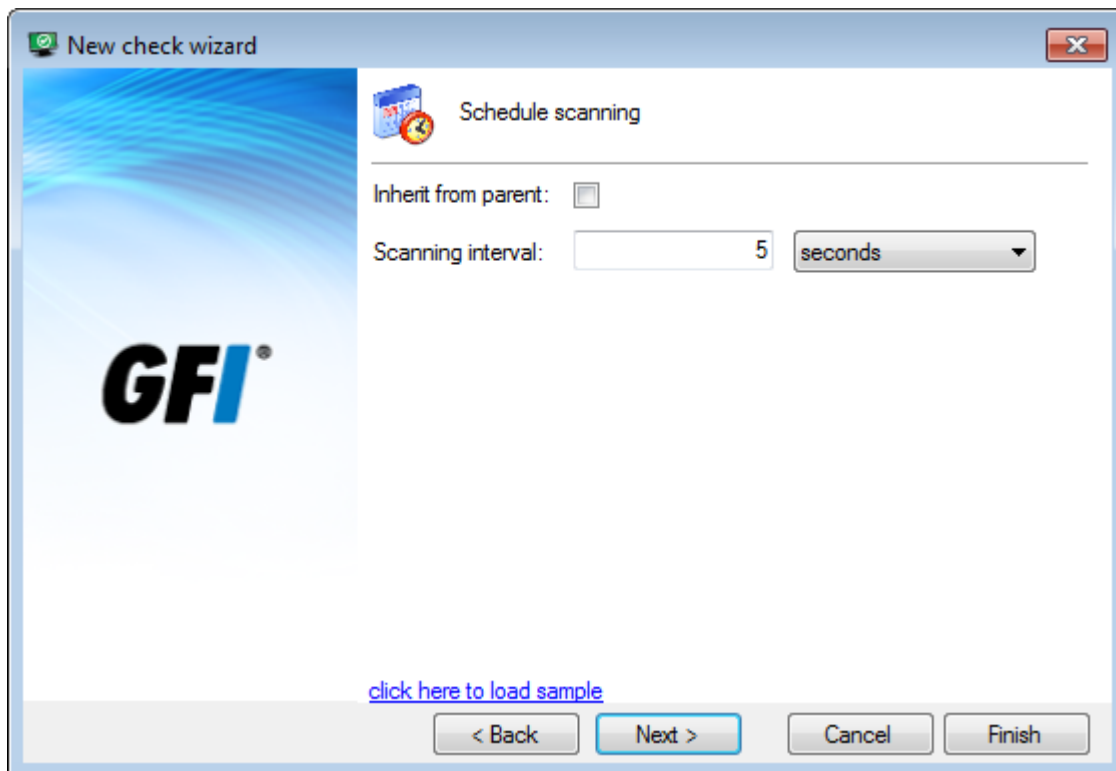 New check wizard
Schedule scanning
Inherit from parent:
Scanning interval: 5 seconds
GFI®
click here to load sample
< Back Next > Cancel Finish